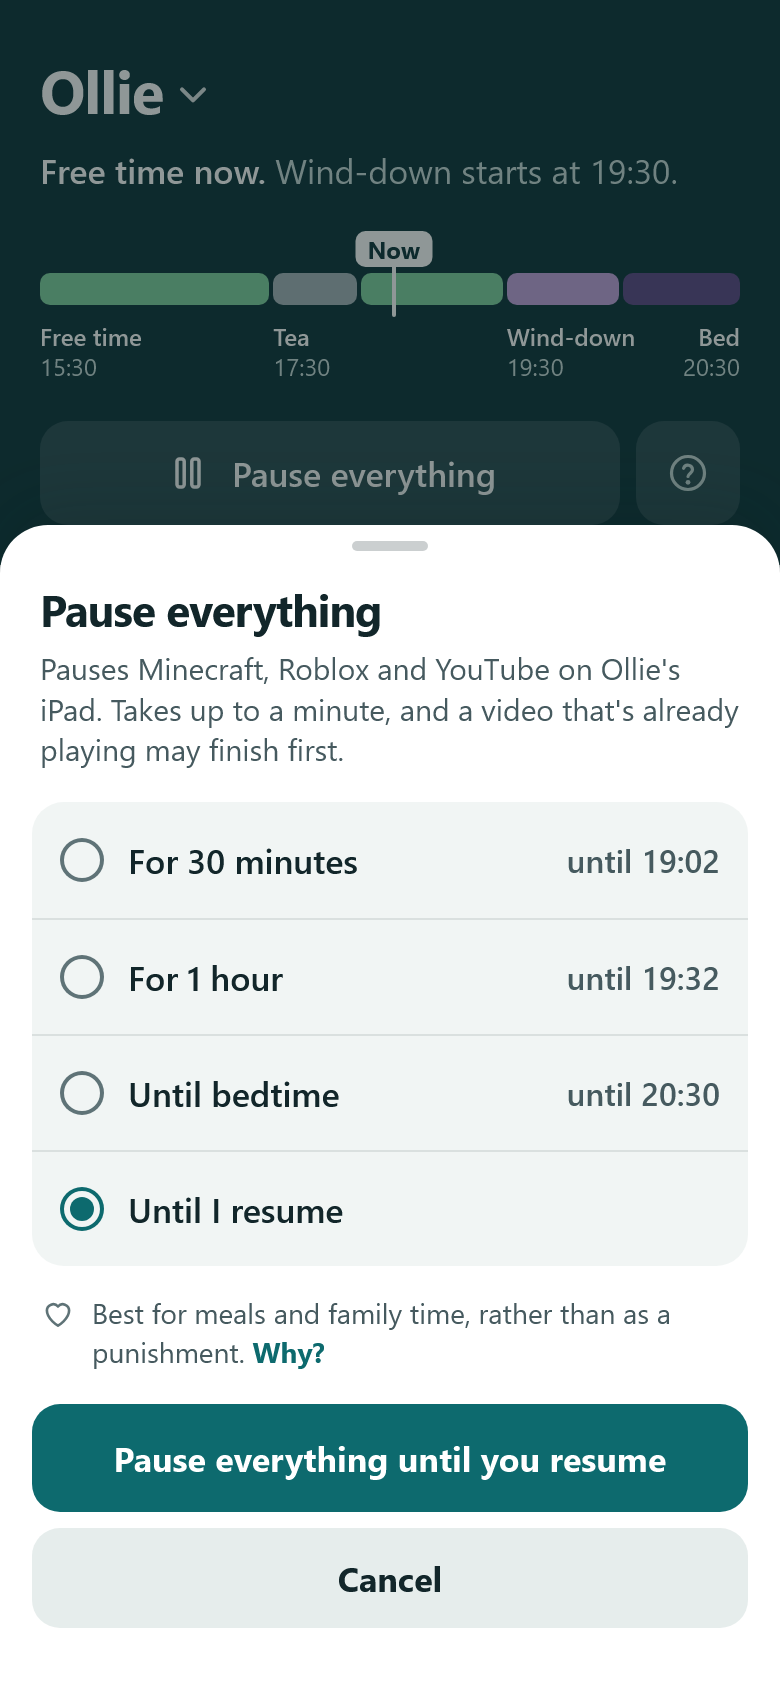 Ollie
Free time now. Wind-down starts at 19:30.
Now
Free time
Tea
Wind-down
Bed
15:30
17:30
19:30
20:30
Pause everything
?
Pause everything
Pauses Minecraft, Roblox and YouTube on Ollie's
iPad. Takes up to a minute, and a video that's already
playing may finish first.
For 30 minutes
until 19:02
For 1 hour
until 19:32
Until bedtime
until 20:30
Until I resume
Best for meals and family time, rather than as a
punishment. Why?
Pause everything until you resume
Cancel